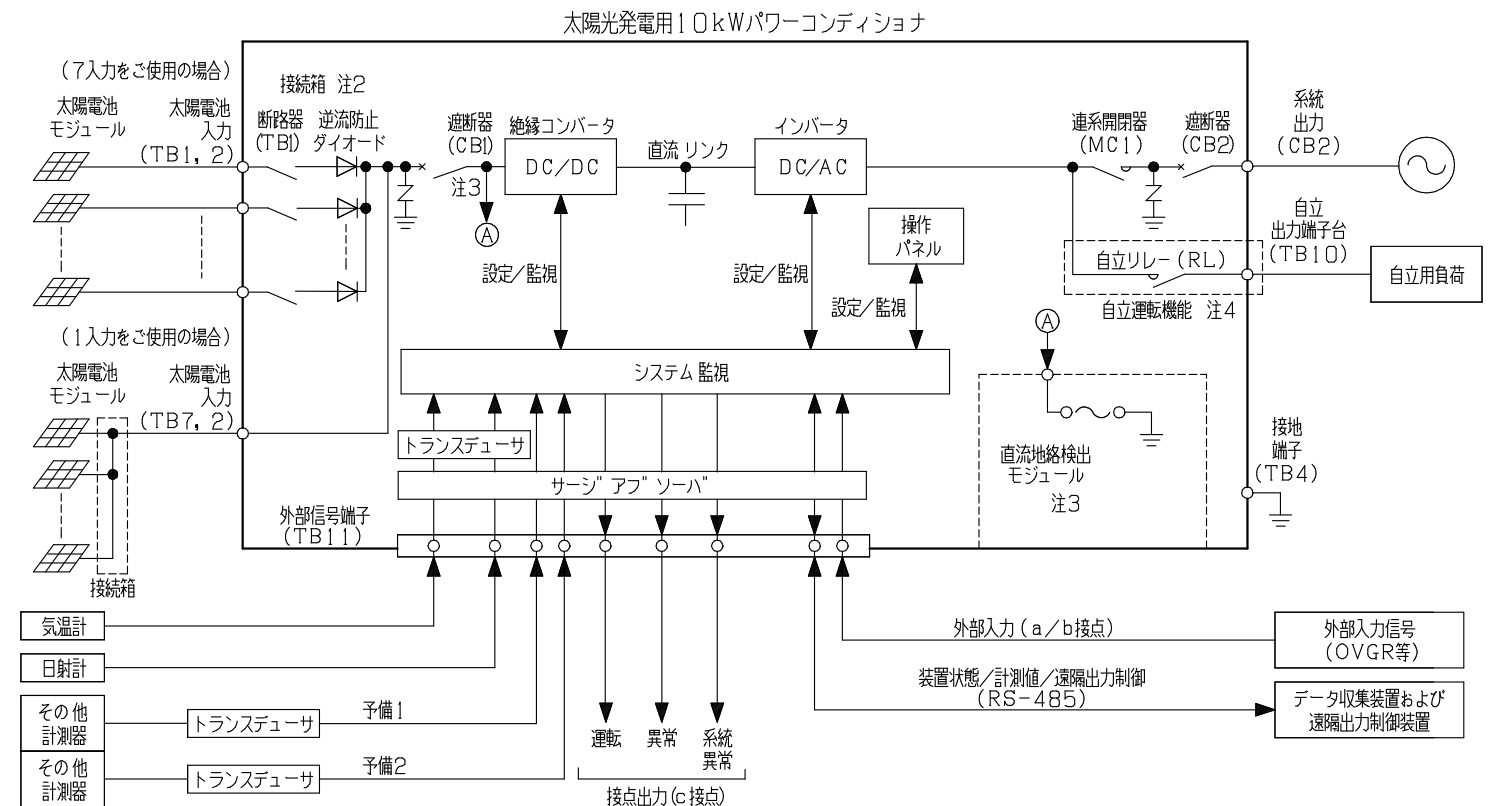 太陽光発電用10kWパワーコンディショナ
(7入力をご使用の場合)
太陽電池
モジュール
太陽電池
入力
(TB1, 2)
接続箱 注2
断路器
(TB1)
逆流防止
ダイオード
遮断器
(CB1)
注3
絶縁コンバータ
DC/DC
直流リンク
インバータ
DC/AC
連系開閉器
(MC1)
遮断器
(CB2)
系統
出力
(CB2)
A
操作
パネル
設定/監視
設定/監視
設定/監視
自立リレー(RL)
自立運転機能 注4
自立
出力端子台
(TB10)
自立用負荷
(1入力をご使用の場合)
太陽電池
モジュール
太陽電池
入力
(TB7, 2)
接続箱
システム監視
トランスデューサ
サージアブソーバ
A
直流地絡検出
モジュール
注3
接地
端子
(TB4)
外部信号端子
(TB11)
気温計
日射計
その他
計測器
トランスデューサ
予備1
その他
計測器
トランスデューサ
予備2
運転
異常
系統
異常
接点出力(c接点)
外部入力(a/b接点)
外部入力信号
(OVGR等)
装置状態/計測値/遠隔出力制御
(RS-485)
データ収集装置および
遠隔出力制御装置